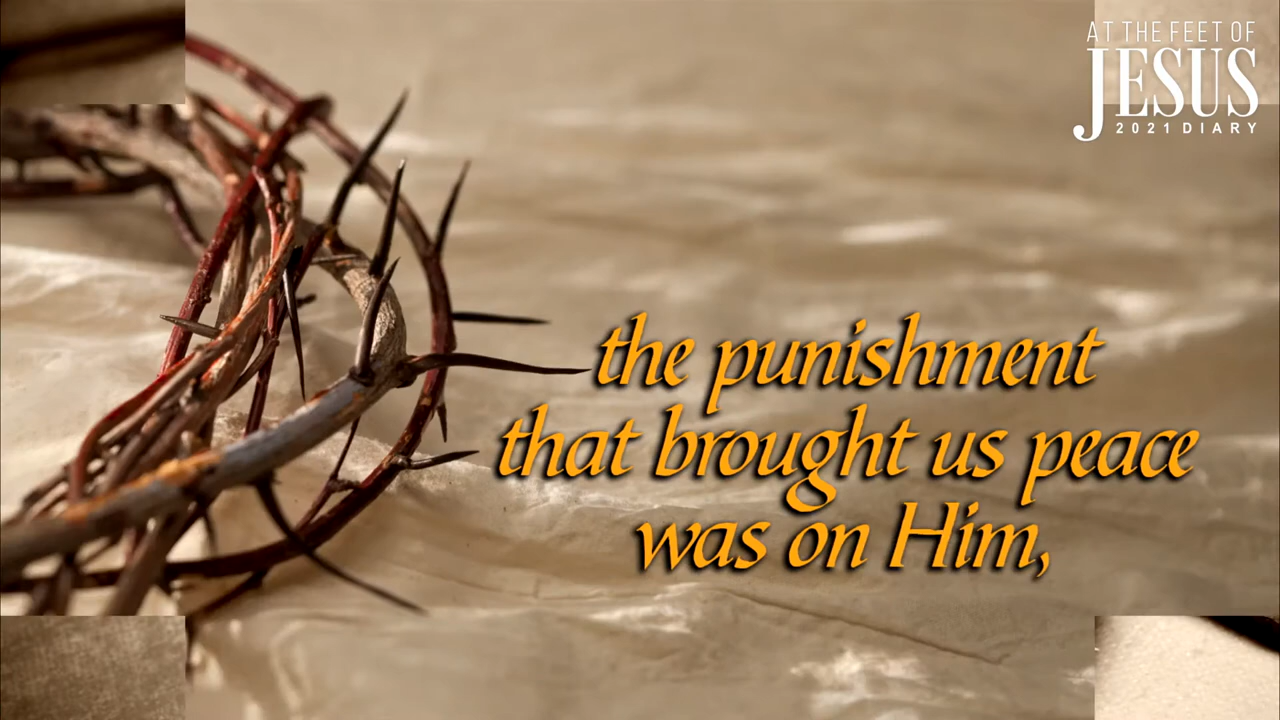 AT THE FEET OF
JESUS
2021 DIARY
the punishment
that brought us peace
was on Him,